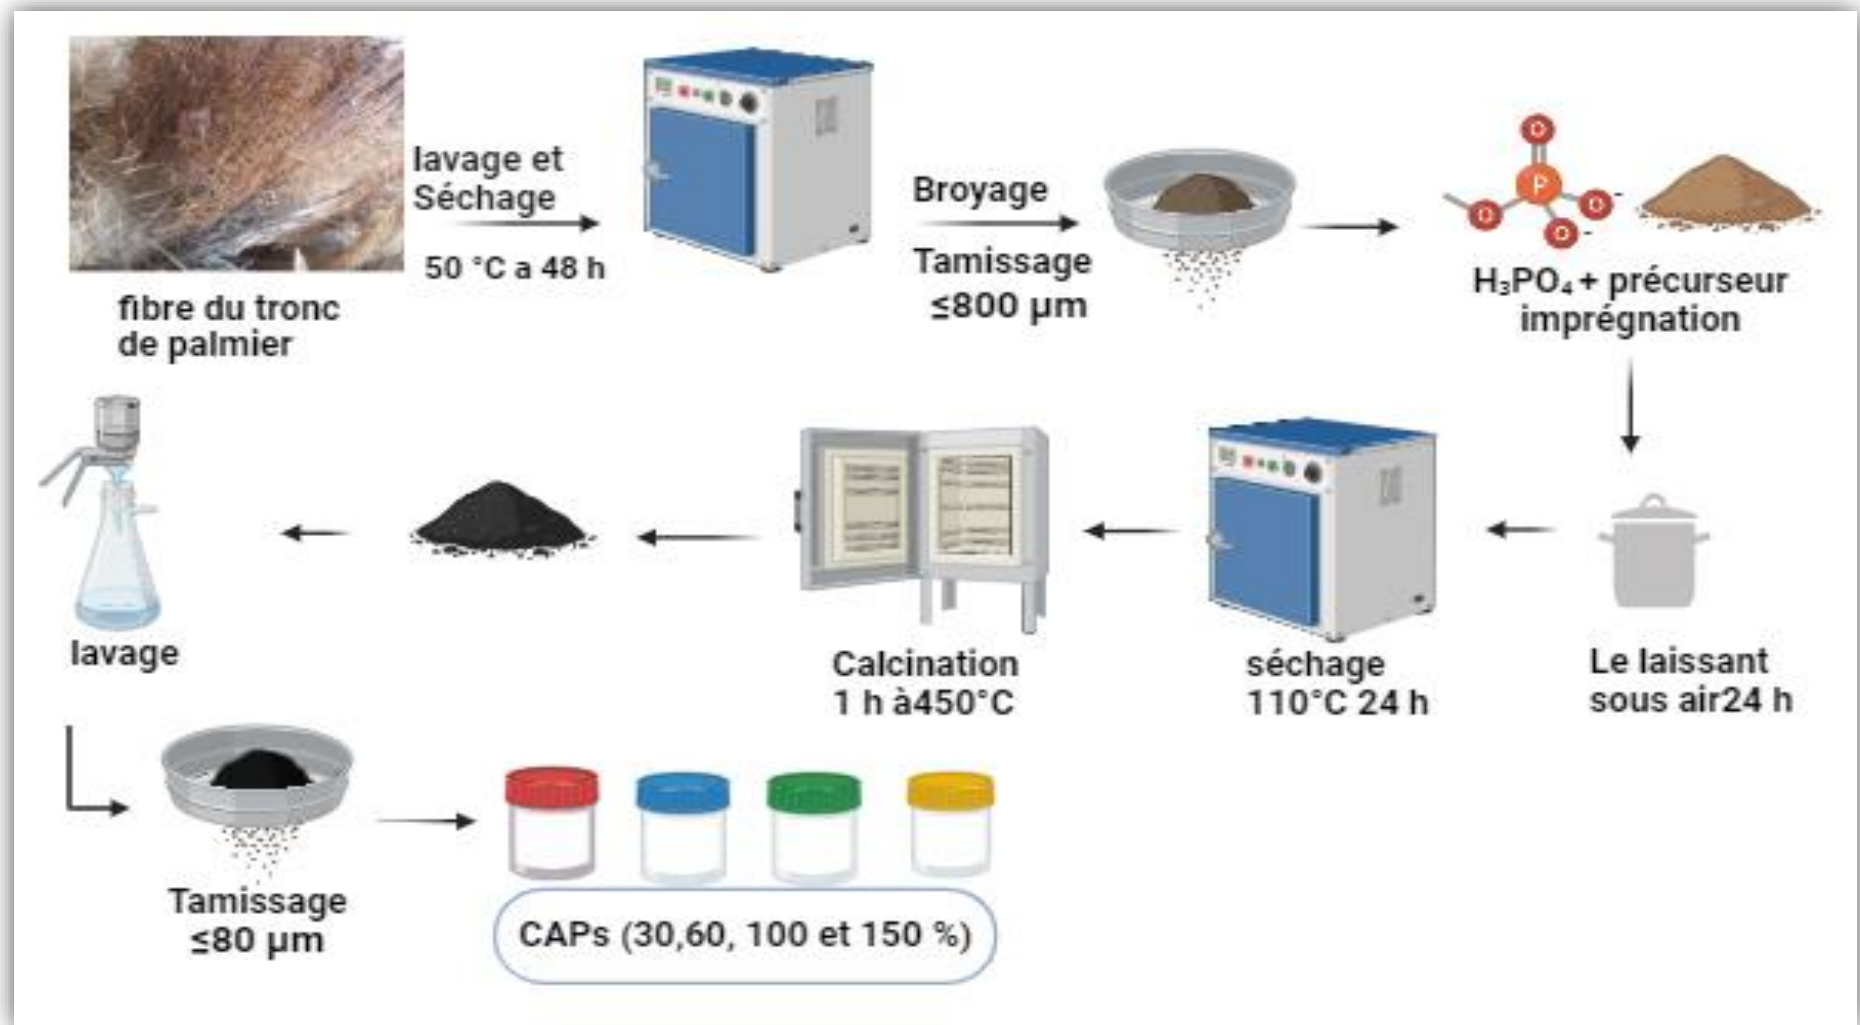 lavage et
Séchage
50 °C a 48 h
fibre du tronc
de palmier
Broyage
Tamissage
≤800 µm
O
P
O
O
-
O
-
H₃PO₄ + précurseur
imprégnation
Le laissant
sous air24 h
séchage
110°C 24 h
Calcination
1 h à450°C
lavage
Tamissage
≤80 µm
CAPs (30,60, 100 et 150 %)